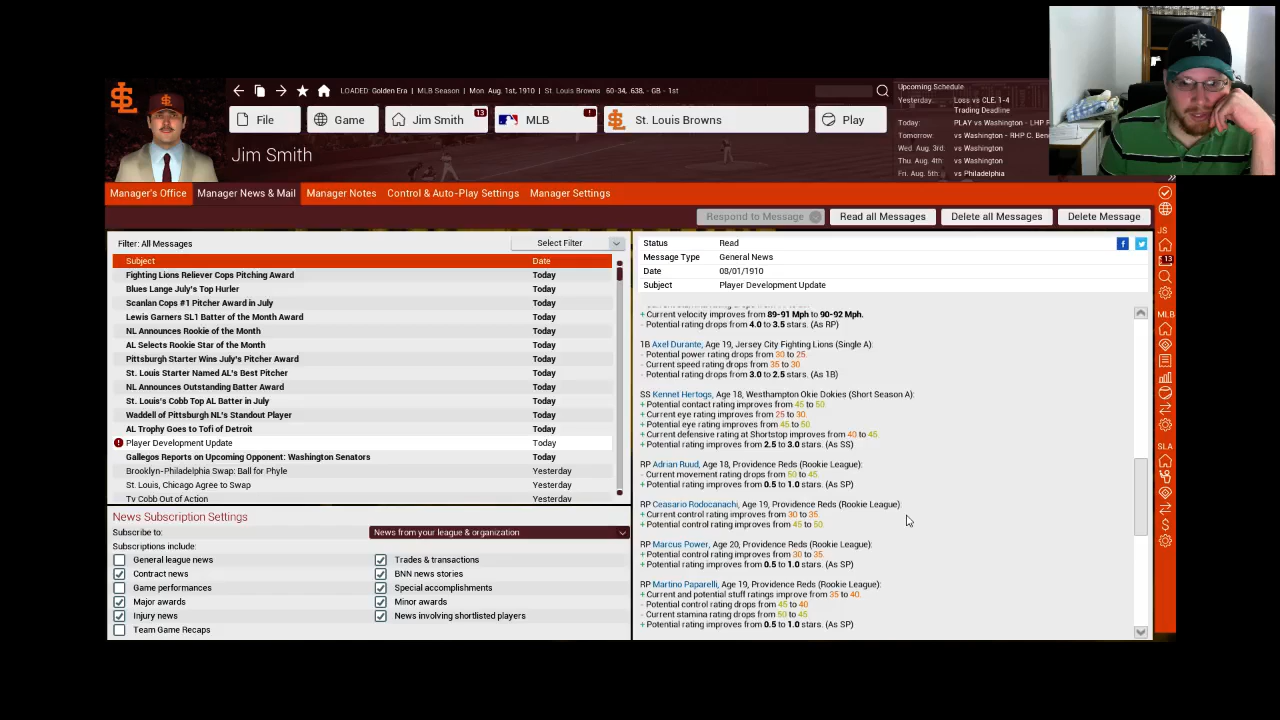 LOADED: Golden Era | MLB Season | Mon. Aug. 1st, 1910 | St. Louis Browns 60-34, .638, - GB - 1st
Upcoming Schedule
Yesterday: Loss vs CLE, 1-4
Trading Deadline
Today: PLAY vs Washington - LHP
Tomorrow: vs Washington - RHP C. Ben
Wed. Aug. 3rd: vs Washington
Thu. Aug. 4th: vs Washington
Fri. Aug. 5th: vs Philadelphia
File
Game
Jim Smith 13
MLB !
St. Louis Browns
Play
Jim Smith
Manager's Office
Manager News & Mail
Manager Notes
Control & Auto-Play Settings
Manager Settings
Respond to Message
Read all Messages
Delete all Messages
Delete Message
Filter: All Messages
Select Filter
Subject Date
Fighting Lions Reliever Cops Pitching Award Today
Blues Lange July's Top Hurler Today
Scanlan Cops #1 Pitcher Award in July Today
Lewis Garners SL1 Batter of the Month Award Today
NL Announces Rookie of the Month Today
AL Selects Rookie Star of the Month Today
Pittsburgh Starter Wins July's Pitcher Award Today
St. Louis Starter Named AL's Best Pitcher Today
NL Announces Outstanding Batter Award Today
St. Louis's Cobb Top AL Batter in July Today
Waddell of Pittsburgh NL's Standout Player Today
AL Trophy Goes to Tofi of Detroit Today
Player Development Update Today
Gallegos Reports on Upcoming Opponent: Washington Senators Today
Brooklyn-Philadelphia Swap: Ball for Phyle Yesterday
St. Louis, Chicago Agree to Swap Yesterday
Ty Cobb Out of Action Yesterday
News Subscription Settings
Subscribe to: News from your league & organization
Subscriptions include:
General league news
Trades & transactions
Contract news
BNN news stories
Game performances
Special accomplishments
Major awards
Minor awards
Injury news
News involving shortlisted players
Team Game Recaps
Status Read
Message Type General News
Date 08/01/1910
Subject Player Development Update
+ Current velocity improves from 89-91 Mph to 90-92 Mph.
- Potential rating drops from 4.0 to 3.5 stars. (As RP)
1B Axel Durante, Age 19, Jersey City Fighting Lions (Single A):
- Potential power rating drops from 30 to 25.
- Current speed rating drops from 35 to 30.
- Potential rating drops from 3.0 to 2.5 stars. (As 1B)
SS Kennet Hertogs, Age 18, Westhampton Okie Dokies (Short Season A):
+ Potential contact rating improves from 45 to 50.
+ Current eye rating improves from 25 to 30.
+ Potential eye rating improves from 45 to 50.
+ Current defensive rating at Shortstop improves from 40 to 45.
+ Potential rating improves from 2.5 to 3.0 stars. (As SS)
RP Adrian Ruud, Age 18, Providence Reds (Rookie League):
- Current movement rating drops from 50 to 45.
+ Potential rating improves from 0.5 to 1.0 stars. (As SP)
RP Ceasario Rodocanachi, Age 19, Providence Reds (Rookie League):
+ Current control rating improves from 30 to 35.
+ Potential control rating improves from 45 to 50.
RP Marcus Power, Age 20, Providence Reds (Rookie League):
+ Potential control rating improves from 30 to 35.
+ Potential rating improves from 0.5 to 1.0 stars. (As SP)
RP Martino Paparelli, Age 19, Providence Reds (Rookie League):
+ Current and potential stuff ratings improve from 35 to 40.
- Potential control rating drops from 45 to 40.
- Current stamina rating drops from 50 to 45.
+ Potential rating improves from 0.5 to 1.0 stars. (As SP)
JS
13
MLB
SLA